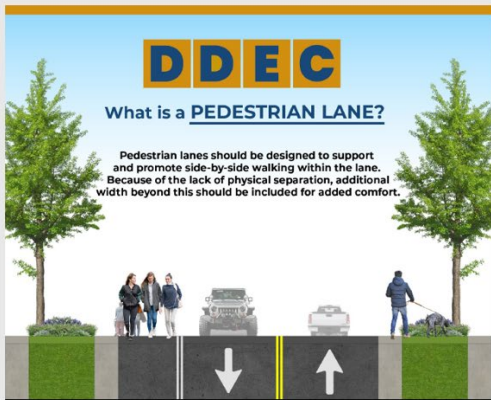 DDEC
What is a PEDESTRIAN LANE?
Pedestrian lanes should be designed to support
and promote side-by-side walking within the lane.
Because of the lack of physical separation, additional
width beyond this should be included for added comfort.